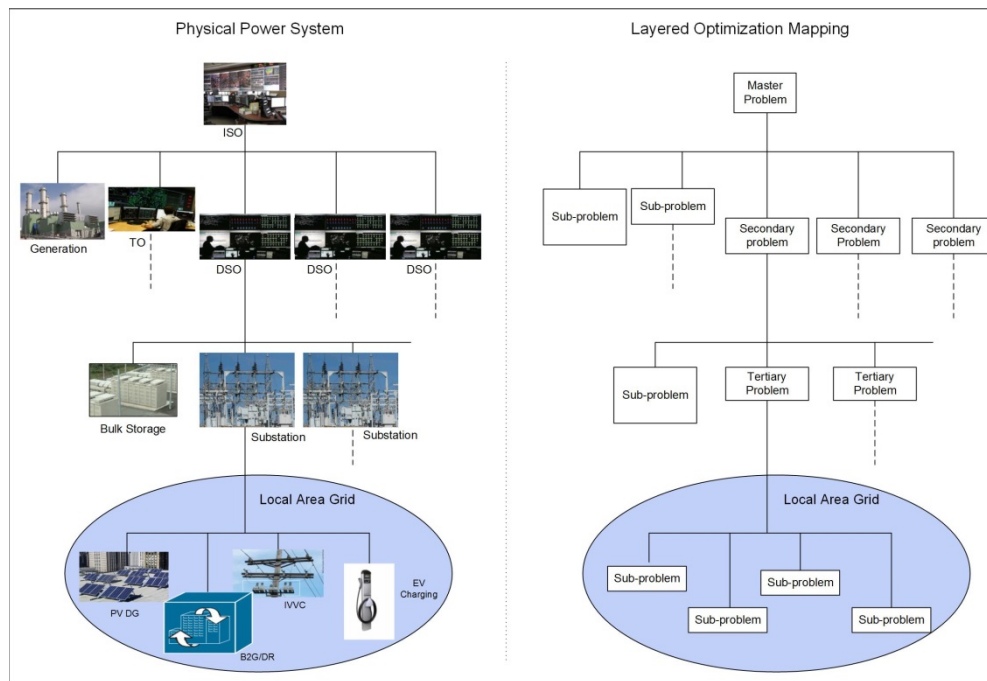 Physical Power System
Layered Optimization Mapping
ISO
Master
Problem
Generation
TO
DSO
DSO
DSO
Sub-problem
Sub-problem
Secondary
problem
Secondary
Problem
Secondary
problem
Bulk Storage
Substation
Substation
Sub-problem
Tertiary
Problem
Tertiary
Problem
Local Area Grid
PV DG
B2G/DR
IVVC
EV
Charging
Local Area Grid
Sub-problem
Sub-problem
Sub-problem
Sub-problem